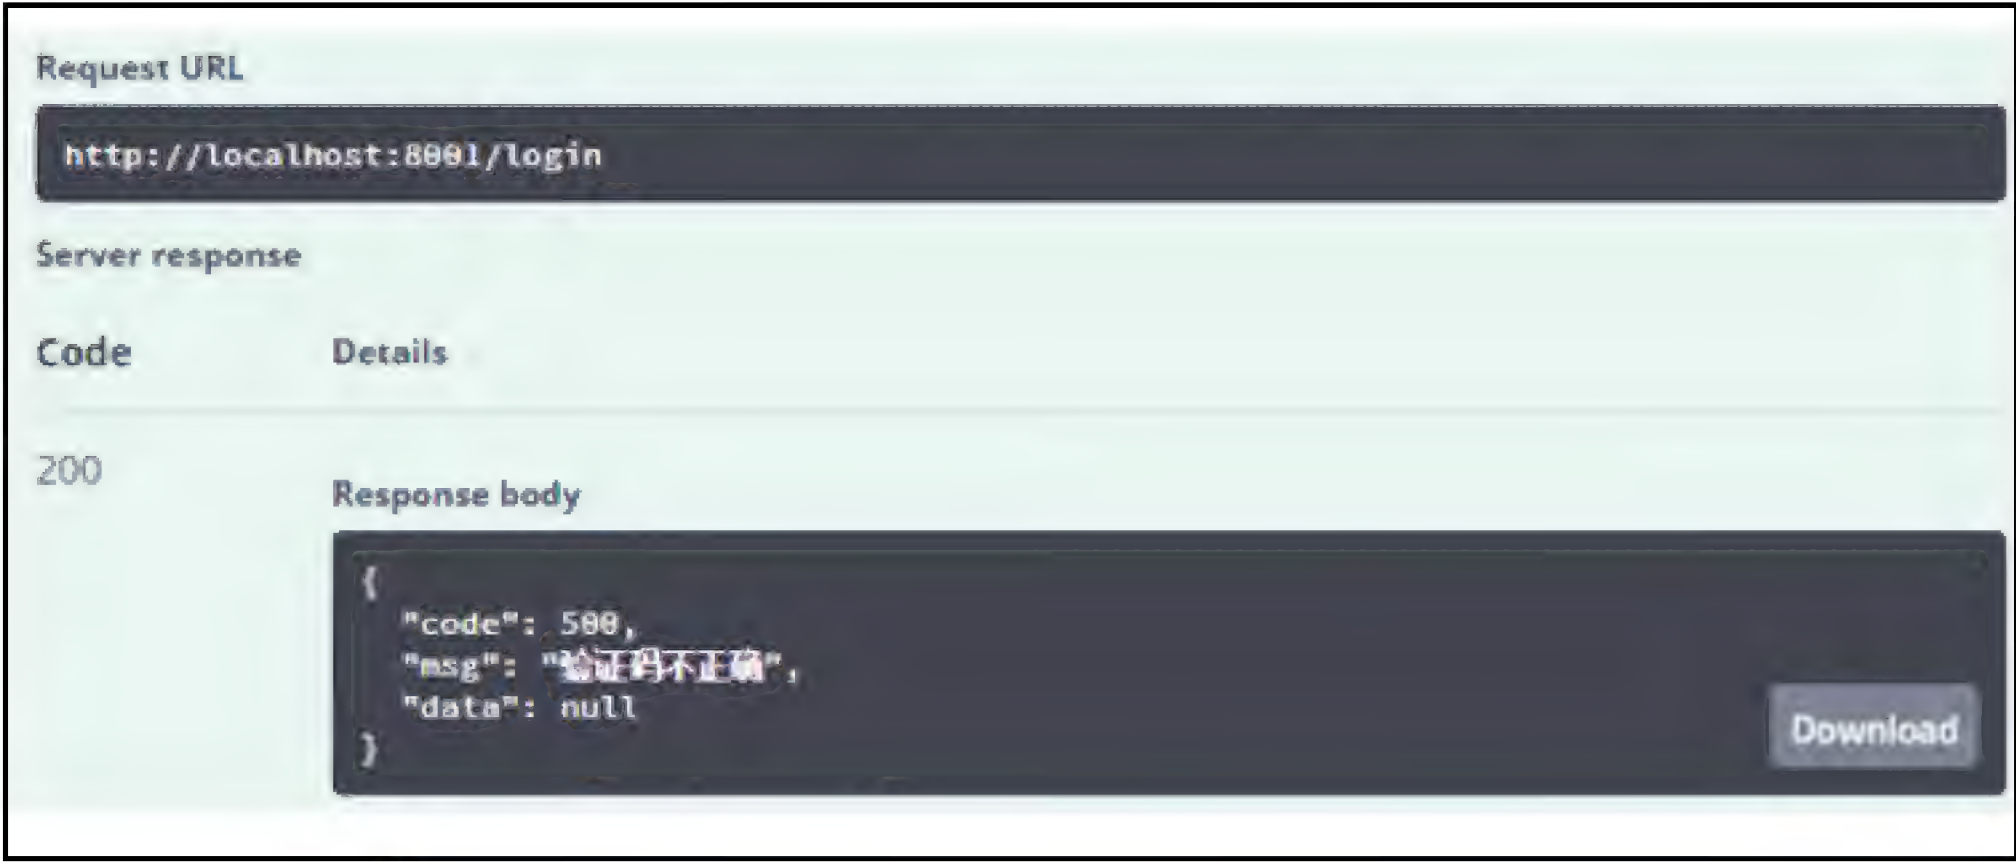 Request URL
http://localhost:8001/login
Server response
Code Details
200
Response body
{
"code": 500,
"msg": "验证码不正确",
"data": null
}
Download